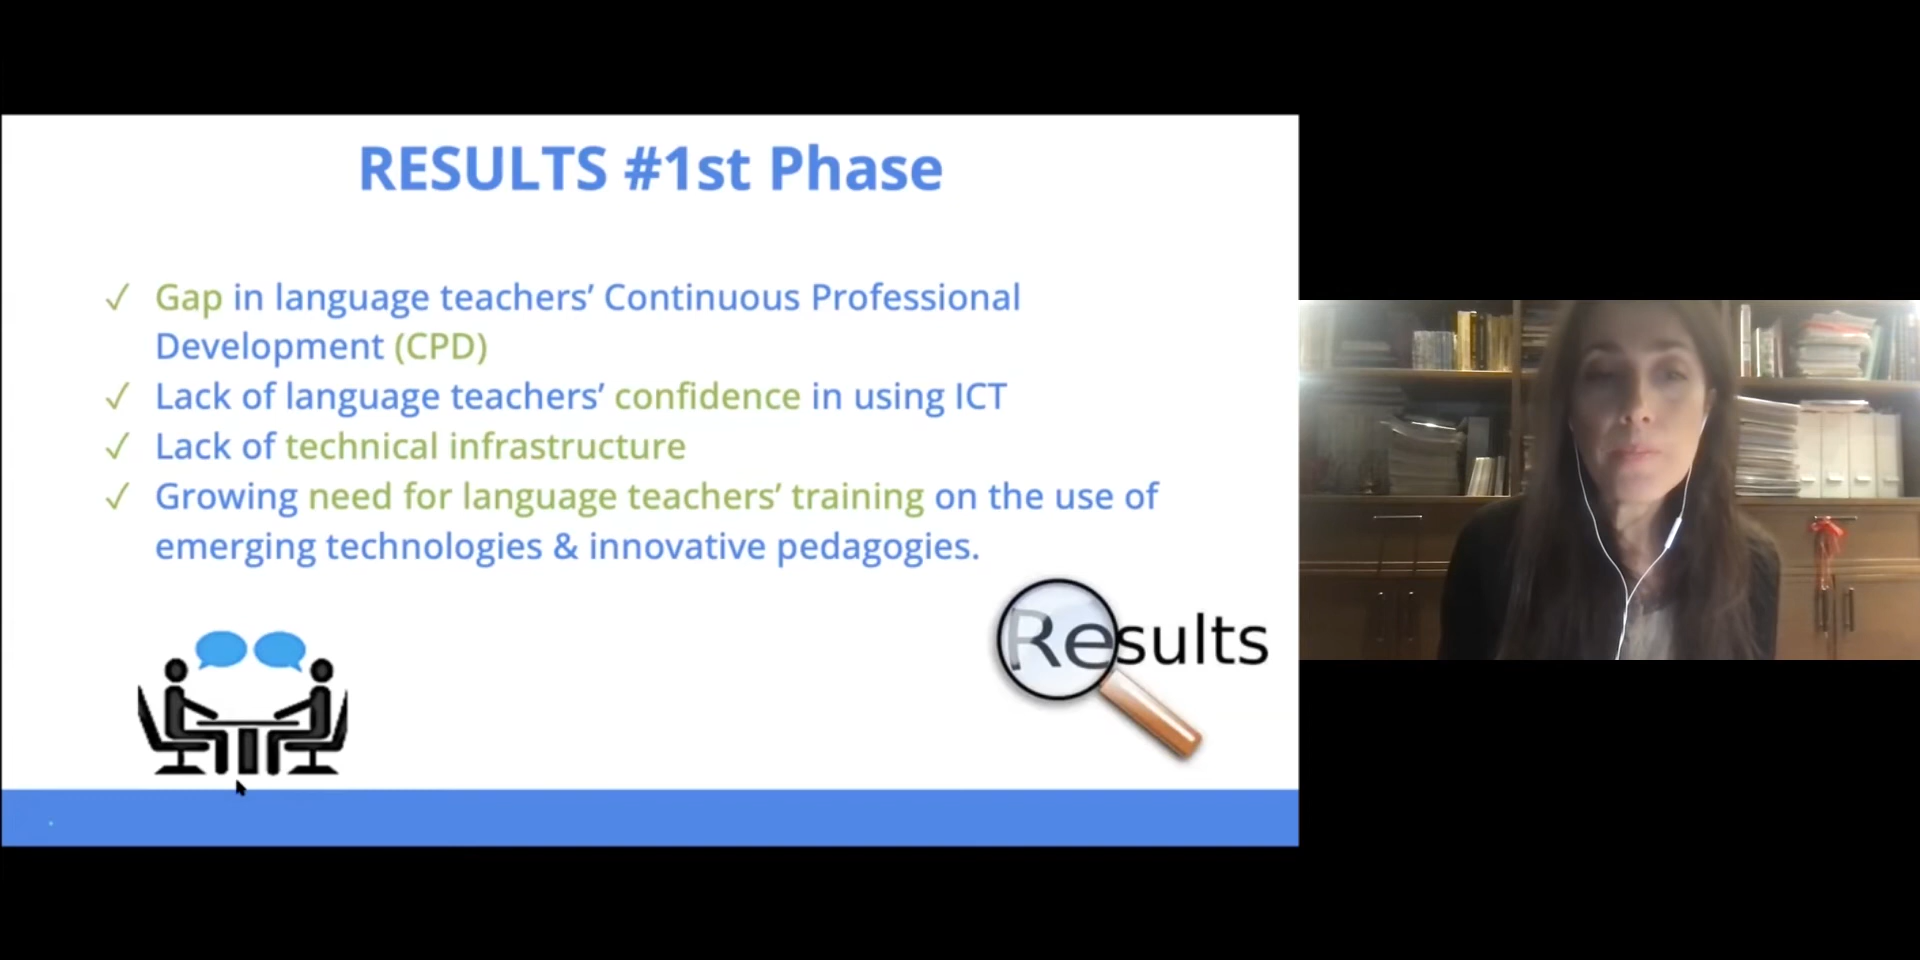 RESULTS #1st Phase
✓ Gap in language teachers’ Continuous Professional
Development (CPD)
✓ Lack of language teachers’ confidence in using ICT
✓ Lack of technical infrastructure
✓ Growing need for language teachers’ training on the use of
emerging technologies & innovative pedagogies.
Results